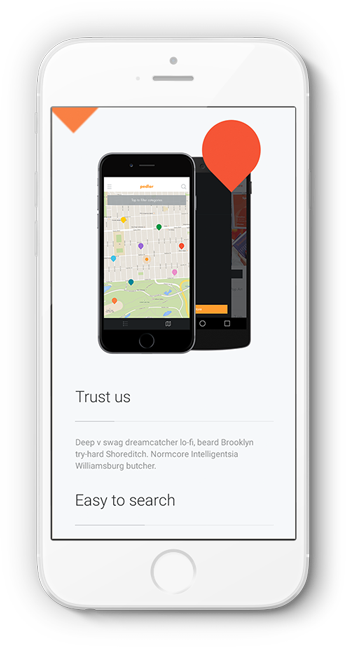 Trust us
Deep v swag dreamcatcher lo-fi, beard Brooklyn
try-hard Shoreditch. Normcore Intelligentsia
Williamsburg butcher.
Easy to search